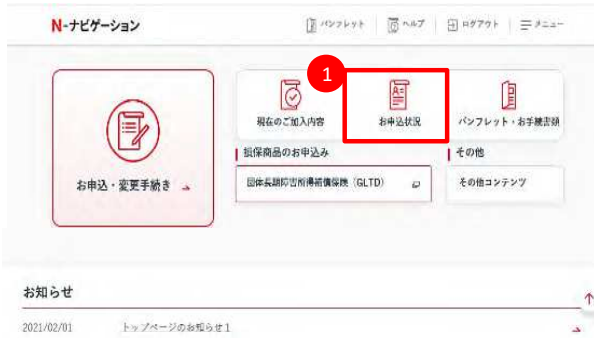 N-ナビゲーション
パンフレット
ヘルプ
ログアウト
メニュー
1
お申込・変更手続き
現在のご加入内容
お申込状況
パンフレット・お手続書類
損保商品のお申込み
その他
団体長期障害所得補償保険 (GLTD)
その他コンテンツ
お知らせ
2021/02/01
トップページのお知らせ1